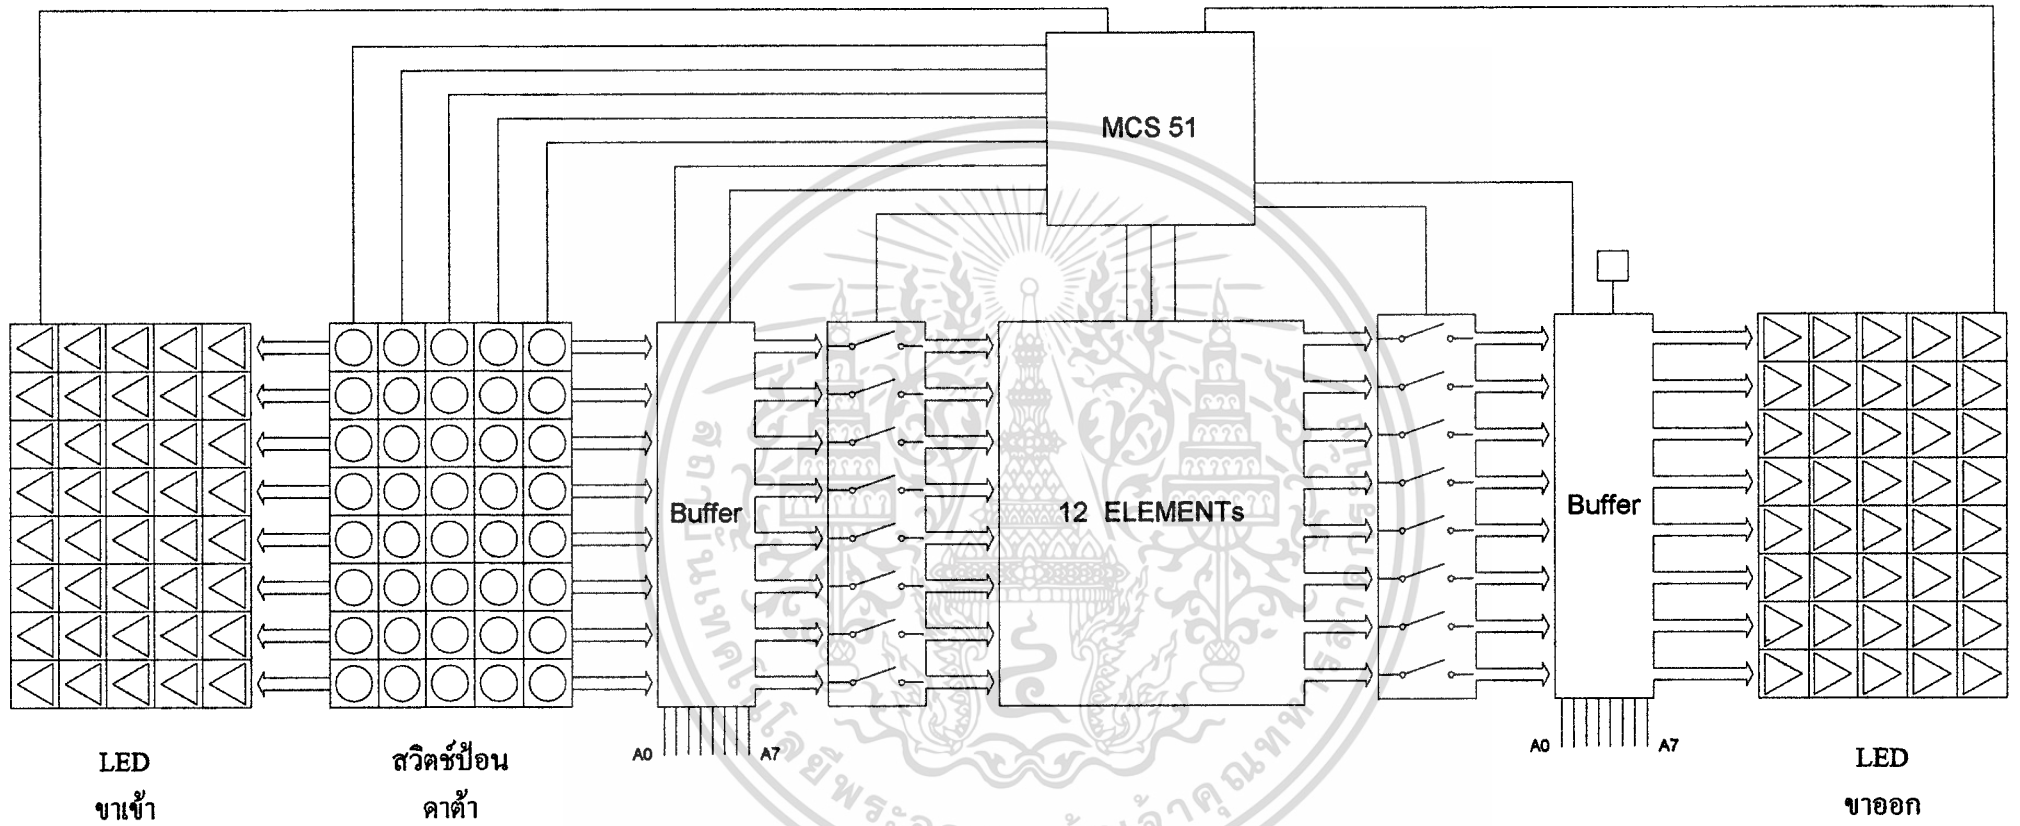 MCS 51
Buffer
12 ELEMENTs
Buffer
A0
A7
A0
A7
LED
ขาเข้า
สวิตช์ป้อน
ดาต้า
LED
ขาออก